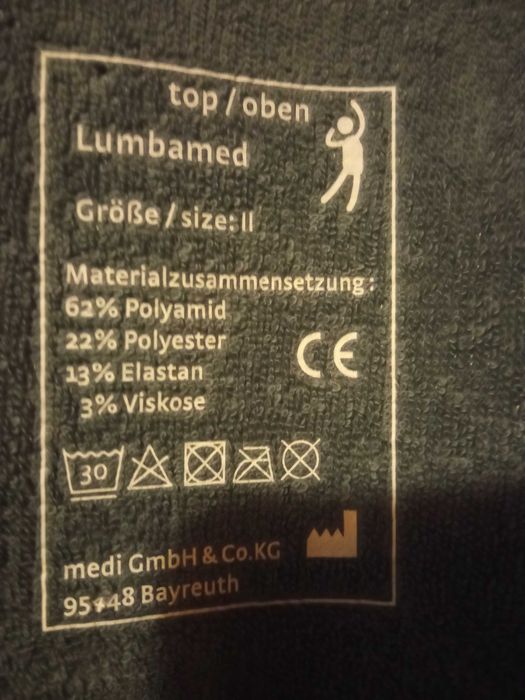 top / oben
Lumbamed
Größe / size: II
Materialzusammensetzung:
62% Polyamid
22% Polyester
13% Elastan
3% Viskose
CE
30
medi GmbH & Co.KG
95448 Bayreuth